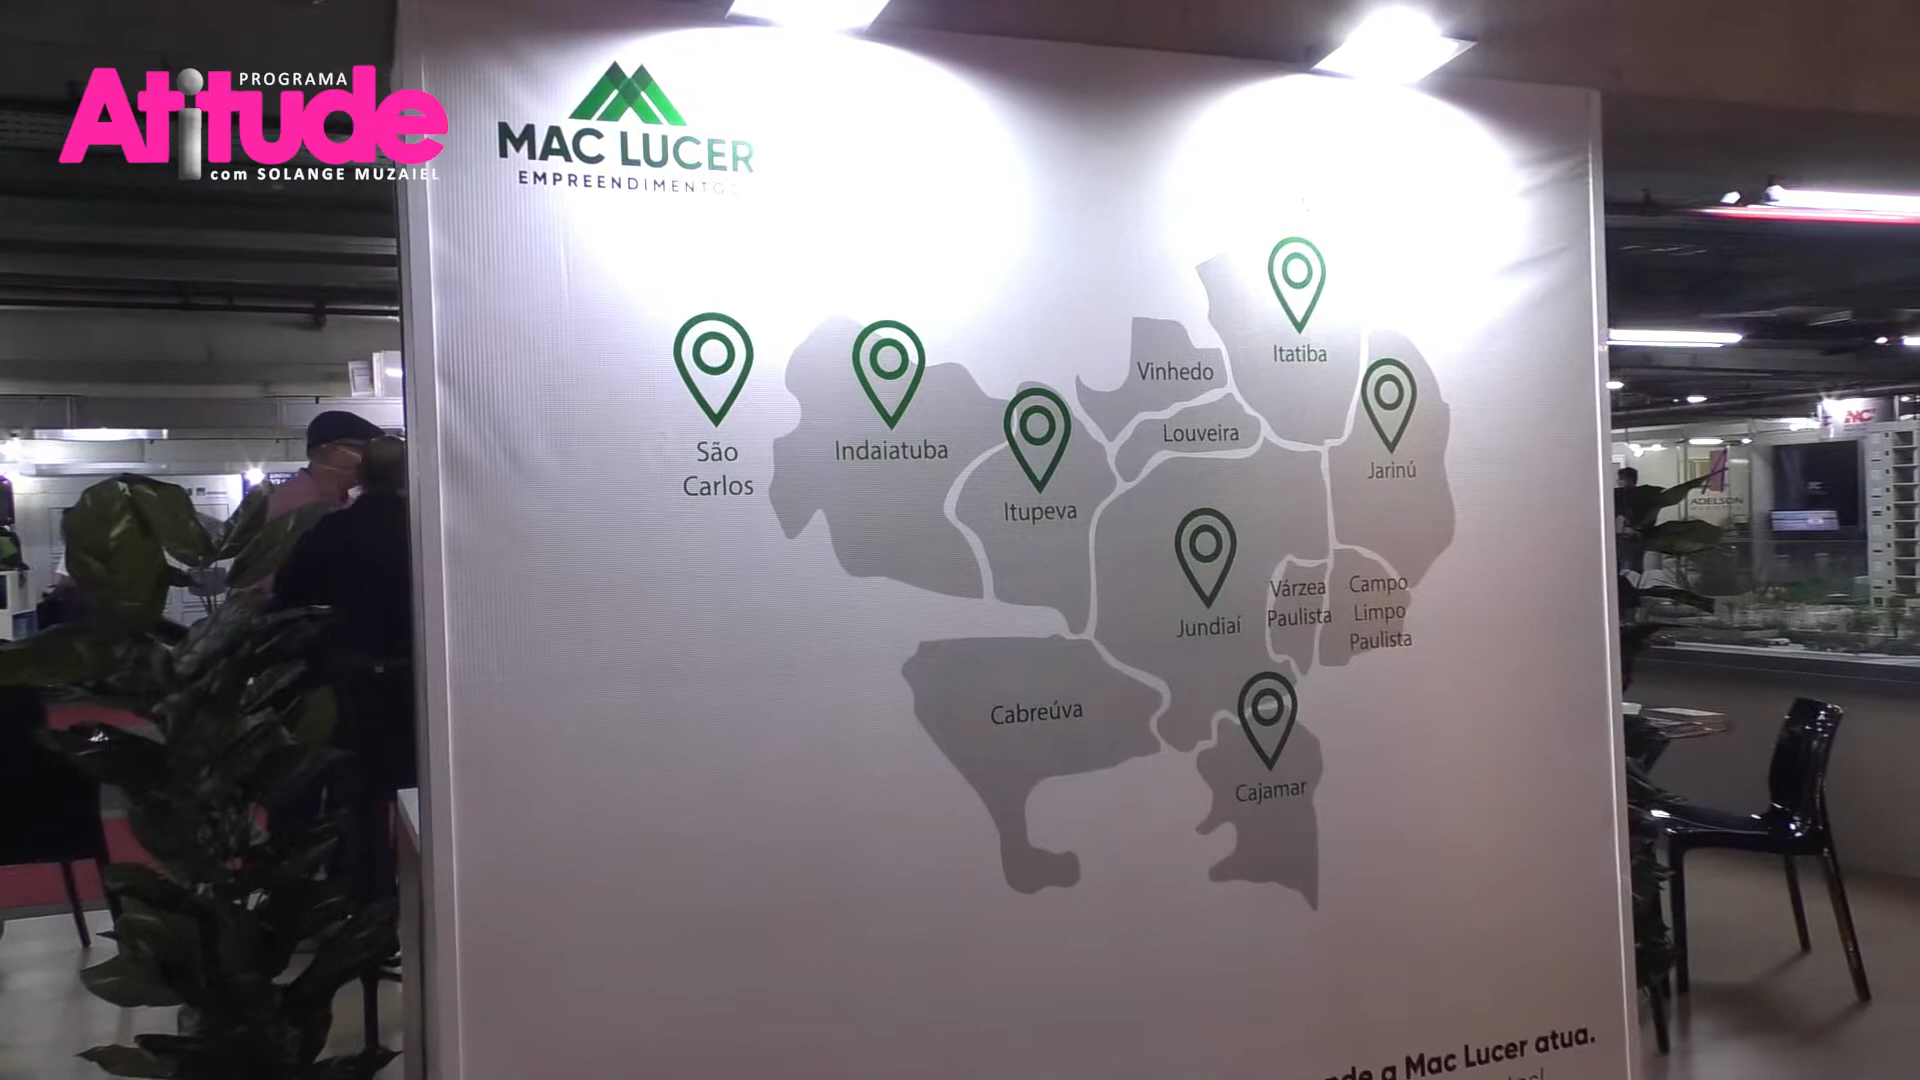 PROGRAMA
Atitude
com SOLANGE MUZAIEL
MAC LUCER
EMPREENDIMENTOS
Itatiba
Vinhedo
Louveira
Jarinú
São
Carlos
Indaiatuba
Itupeva
Jundiaí
Várzea
Paulista
Campo
Limpo
Paulista
Cabreúva
Cajamar
a Mac Lucer atua.
ADELSON